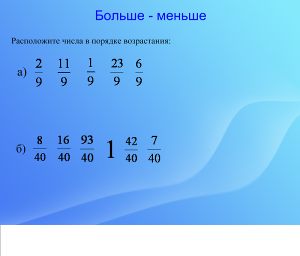 Больше - меньше
Расположите числа в порядке возрастания:
а) 2/9 11/9 1/9 23/9 6/9
б) 8/40 16/40 93/40 1 42/40 7/40